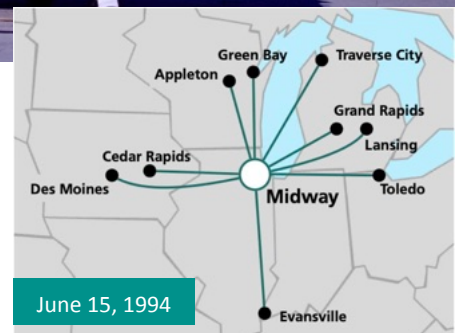 Green Bay
Traverse City
Appleton
Grand Rapids
Lansing
Cedar Rapids
Des Moines
Toledo
Midway
June 15, 1994
Evansville